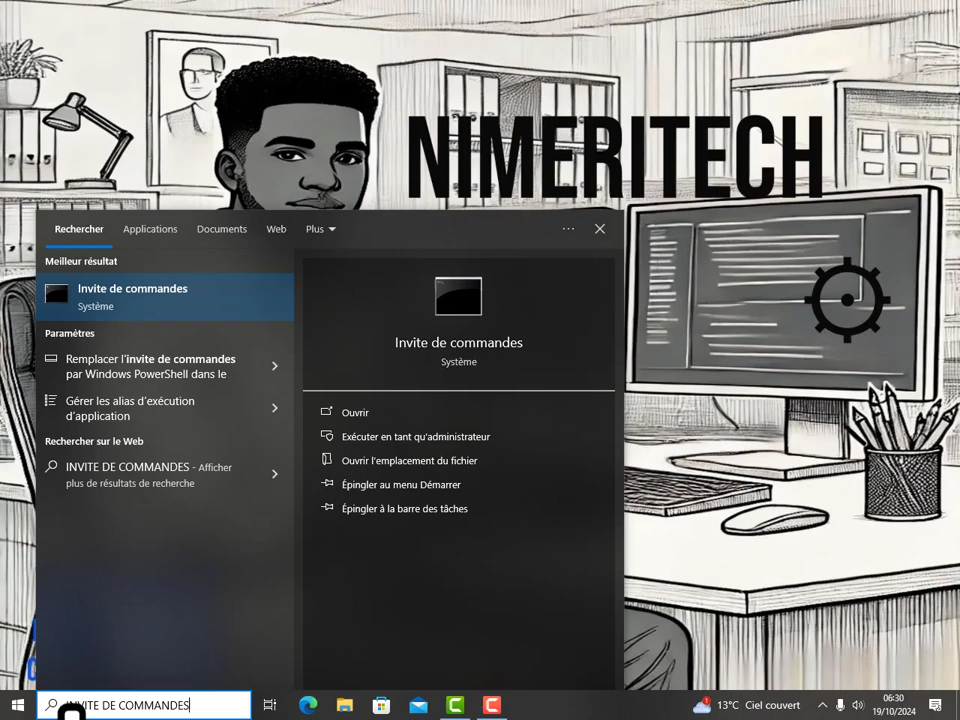 NIMERITECH
Rechercher Applications Documents Web Plus
Meilleur résultat
Invite de commandes
Système
Paramètres
Remplacer l'invite de commandes
par Windows PowerShell dans le
Gérer les alias d'exécution
d'application
Rechercher sur le Web
INVITE DE COMMANDES - Afficher
plus de résultats de recherche
Invite de commandes
Système
Ouvrir
Exécuter en tant qu'administrateur
Ouvrir l'emplacement du fichier
Épingler au menu Démarrer
Épingler à la barre des tâches
INVITE DE COMMANDES
13°C Ciel couvert
06:30
19/10/2024